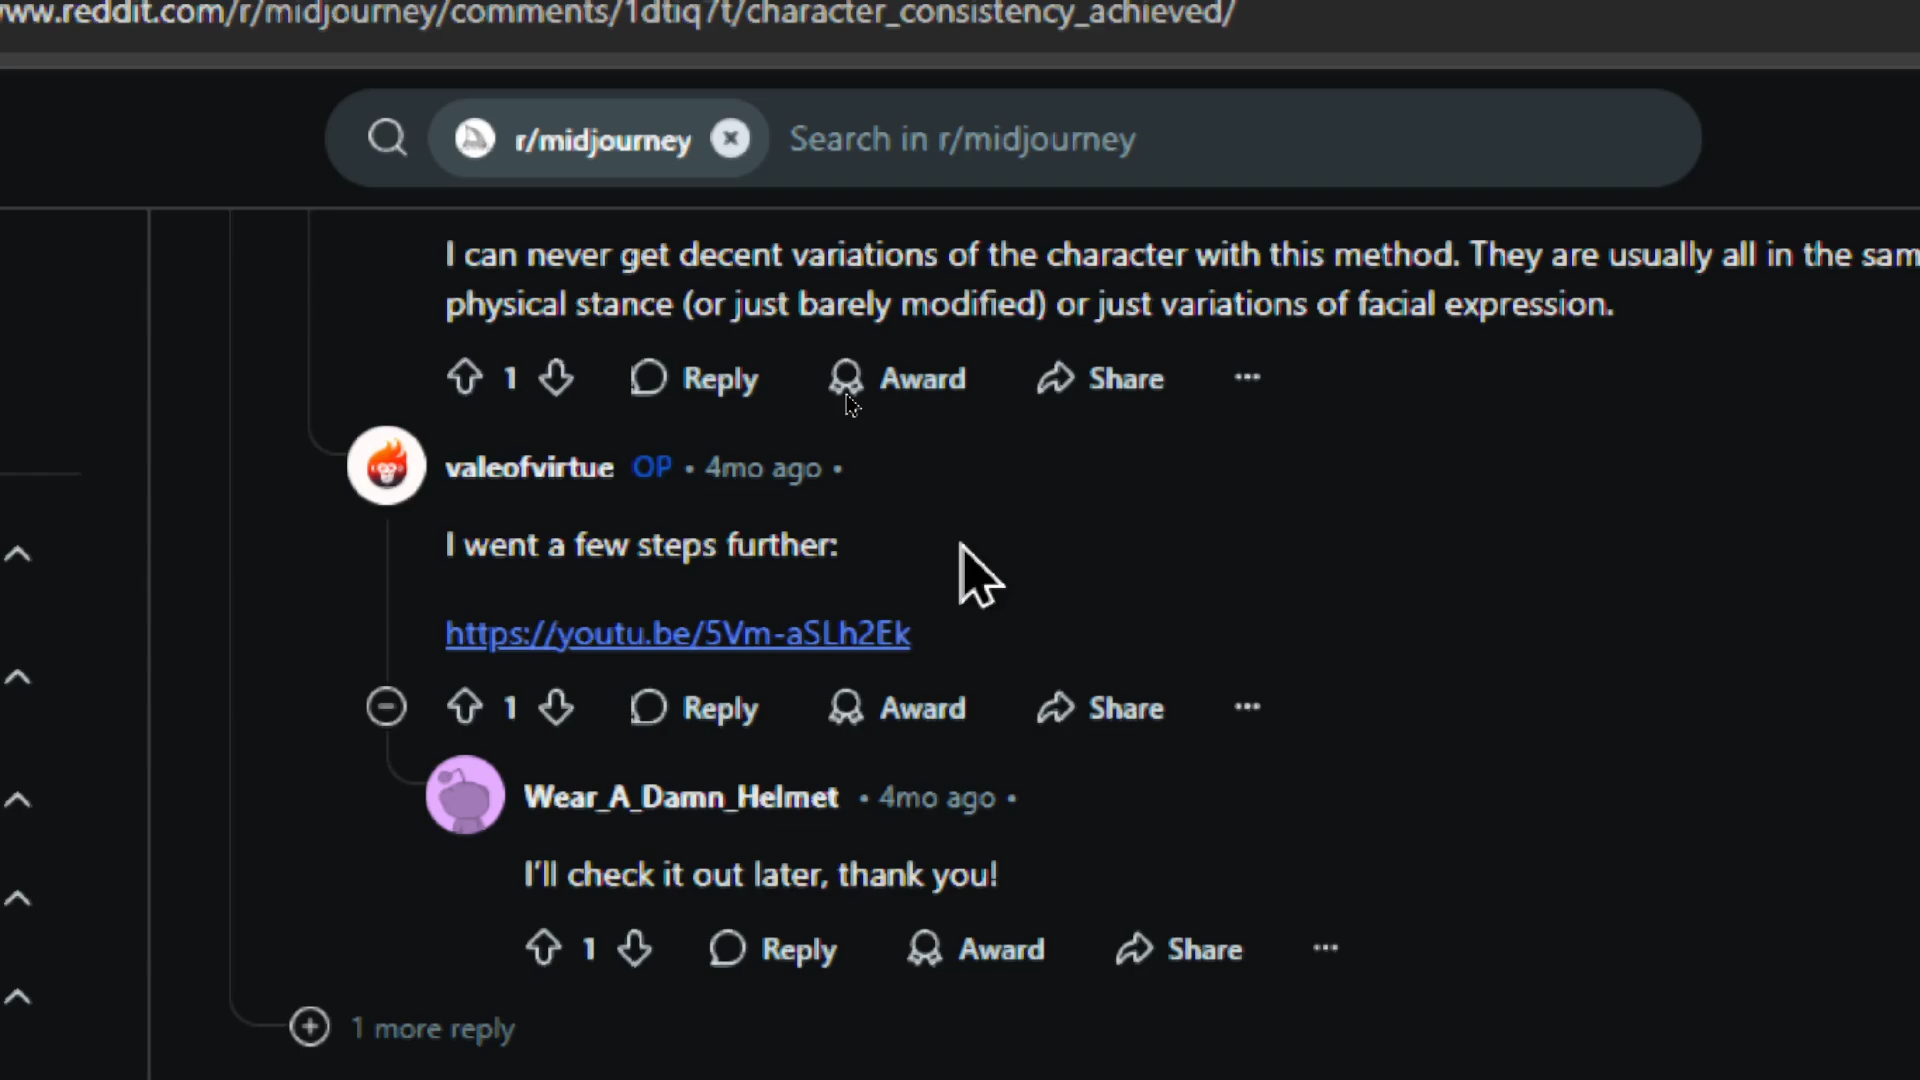 www.reddit.com/r/midjourney/comments/1dtiq7t/character_consistency_achieved/
r/midjourney Search in r/midjourney
I can never get decent variations of the character with this method. They are usually all in the sam
physical stance (or just barely modified) or just variations of facial expression.
1 Reply Award Share
valeofvirtue OP • 4mo ago •
I went a few steps further:
https://youtu.be/5Vm-aSLh2Ek
1 Reply Award Share
Wear_A_Damn_Helmet • 4mo ago •
I'll check it out later, thank you!
1 Reply Award Share
1 more reply